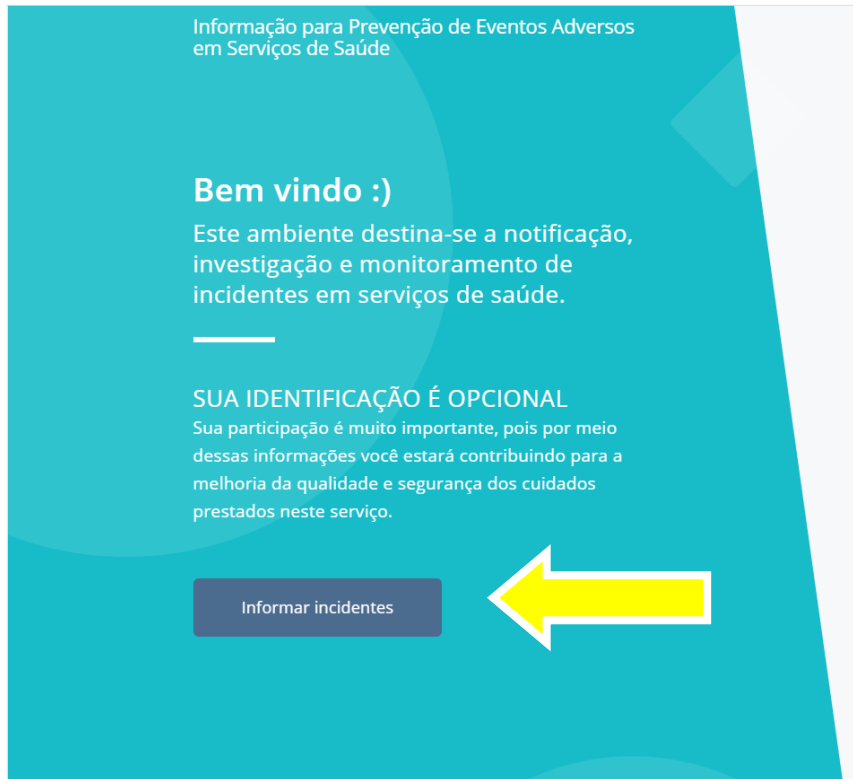 Informação para Prevenção de Eventos Adversos
em Serviços de Saúde
Bem vindo :)
Este ambiente destina-se a notificação,
investigação e monitoramento de
incidentes em serviços de saúde.
SUA IDENTIFICAÇÃO É OPCIONAL
Sua participação é muito importante, pois por meio
dessas informações você estará contribuindo para a
melhoria da qualidade e segurança dos cuidados
prestados neste serviço.
Informar incidentes